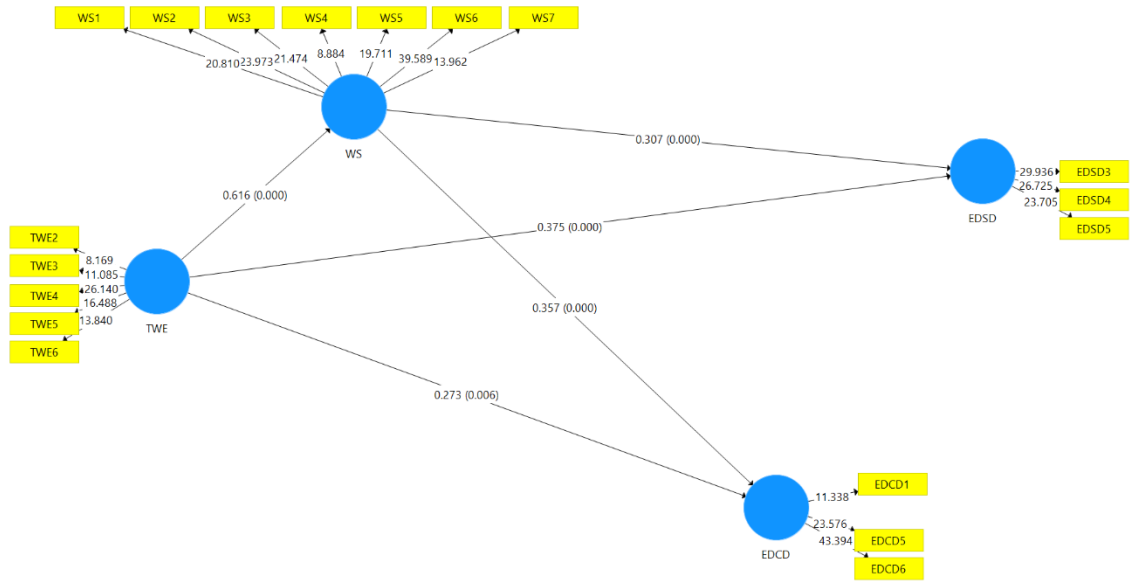 WS1 WS2 WS3 WS4 WS5 WS6 WS7
20.810 23.973 21.474 8.884 19.711 39.589 13.962
WS
0.307 (0.000)
0.616 (0.000)
EDSD
29.936 EDSD3
26.725 EDSD4
23.705 EDSD5
0.375 (0.000)
TWE2
8.169
TWE3
11.085
TWE4
26.140
16.488
TWE5
13.840
TWE6
TWE
0.357 (0.000)
0.273 (0.006)
EDCD
11.338 EDCD1
23.576 EDCD5
43.394 EDCD6